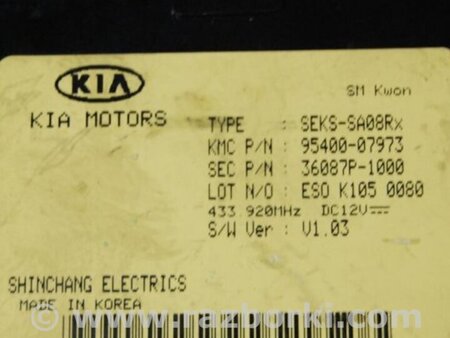 KIA
SM Kwon
KIA MOTORS
TYPE : SEKS-SA08Rx
KMC P/N : 95400-07973
SEC P/N : 36087P-1000
LOT N/O : ESO K105 0080
433.920MHz DC12V
S/W Ver : V1.03
SHINCHANG ELECTRICS
MADE IN KOREA
www.razborki.com